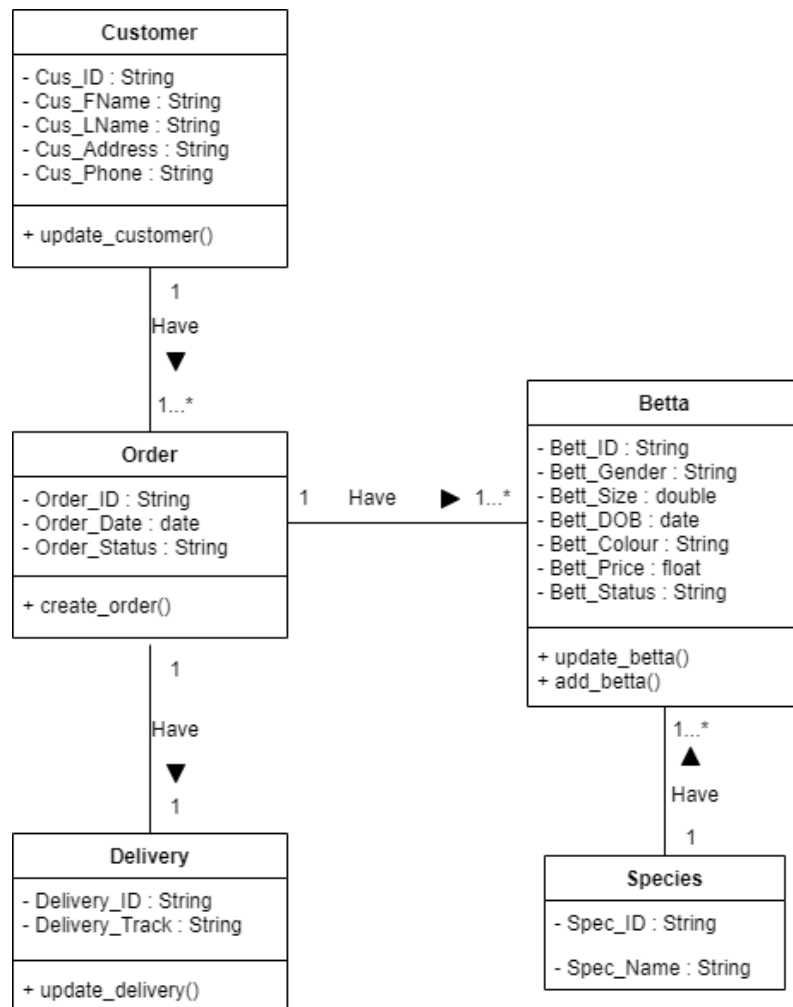 Customer
- Cus_ID : String
- Cus_FName : String
- Cus_LName : String
- Cus_Address : String
- Cus_Phone : String
+ update_customer()
1
Have
1...*
Order
- Order_ID : String
- Order_Date : date
- Order_Status : String
+ create_order()
1 Have 1...*
Betta
- Bett_ID : String
- Bett_Gender : String
- Bett_Size : double
- Bett_DOB : date
- Bett_Colour : String
- Bett_Price : float
- Bett_Status : String
+ update_betta()
+ add_betta()
1
Have
1
Delivery
- Delivery_ID : String
- Delivery_Track : String
+ update_delivery()
1...*
Have
1
Species
- Spec_ID : String
- Spec_Name : String